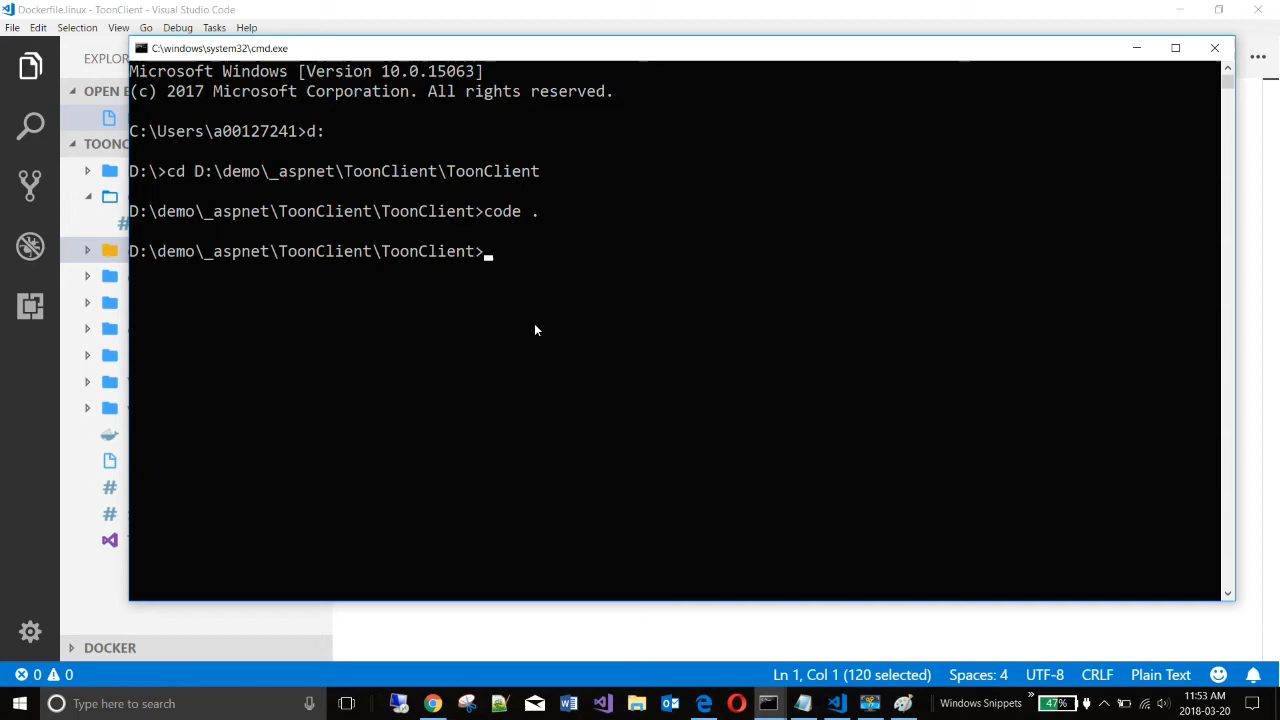 Dockerfile.linux - ToonClient - Visual Studio Code
File Edit Selection View Go Debug Tasks Help
C:\windows\system32\cmd.exe
EXPLOR
OPEN E
TOONC
DOCKER
Microsoft Windows [Version 10.0.15063]
(c) 2017 Microsoft Corporation. All rights reserved.
C:\Users\a00127241>d:
D:\>cd D:\demo\_aspnet\ToonClient\ToonClient
D:\demo\_aspnet\ToonClient\ToonClient>code .
D:\demo\_aspnet\ToonClient\ToonClient>
0 0 Ln 1, Col 1 (120 selected) Spaces: 4 UTF-8 CRLF Plain Text
Type here to search
Windows Snippets
47%
11:53 AM
2018-03-20